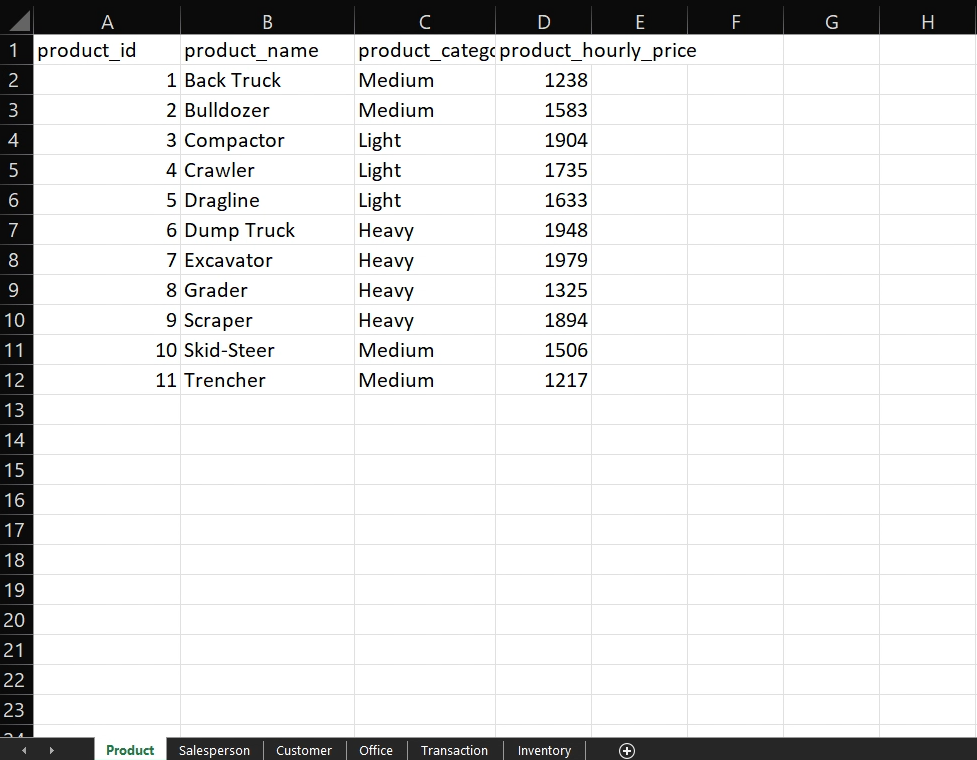 A B C D E F G H
1 product_id product_name product_catego product_hourly_price
2 1 Back Truck Medium 1238
3 2 Bulldozer Medium 1583
4 3 Compactor Light 1904
5 4 Crawler Light 1735
6 5 Dragline Light 1633
7 6 Dump Truck Heavy 1948
8 7 Excavator Heavy 1979
9 8 Grader Heavy 1325
10 9 Scraper Heavy 1894
11 10 Skid-Steer Medium 1506
12 11 Trencher Medium 1217
13
14
15
16
17
18
19
20
21
22
23
24
Product Salesperson Customer Office Transaction Inventory